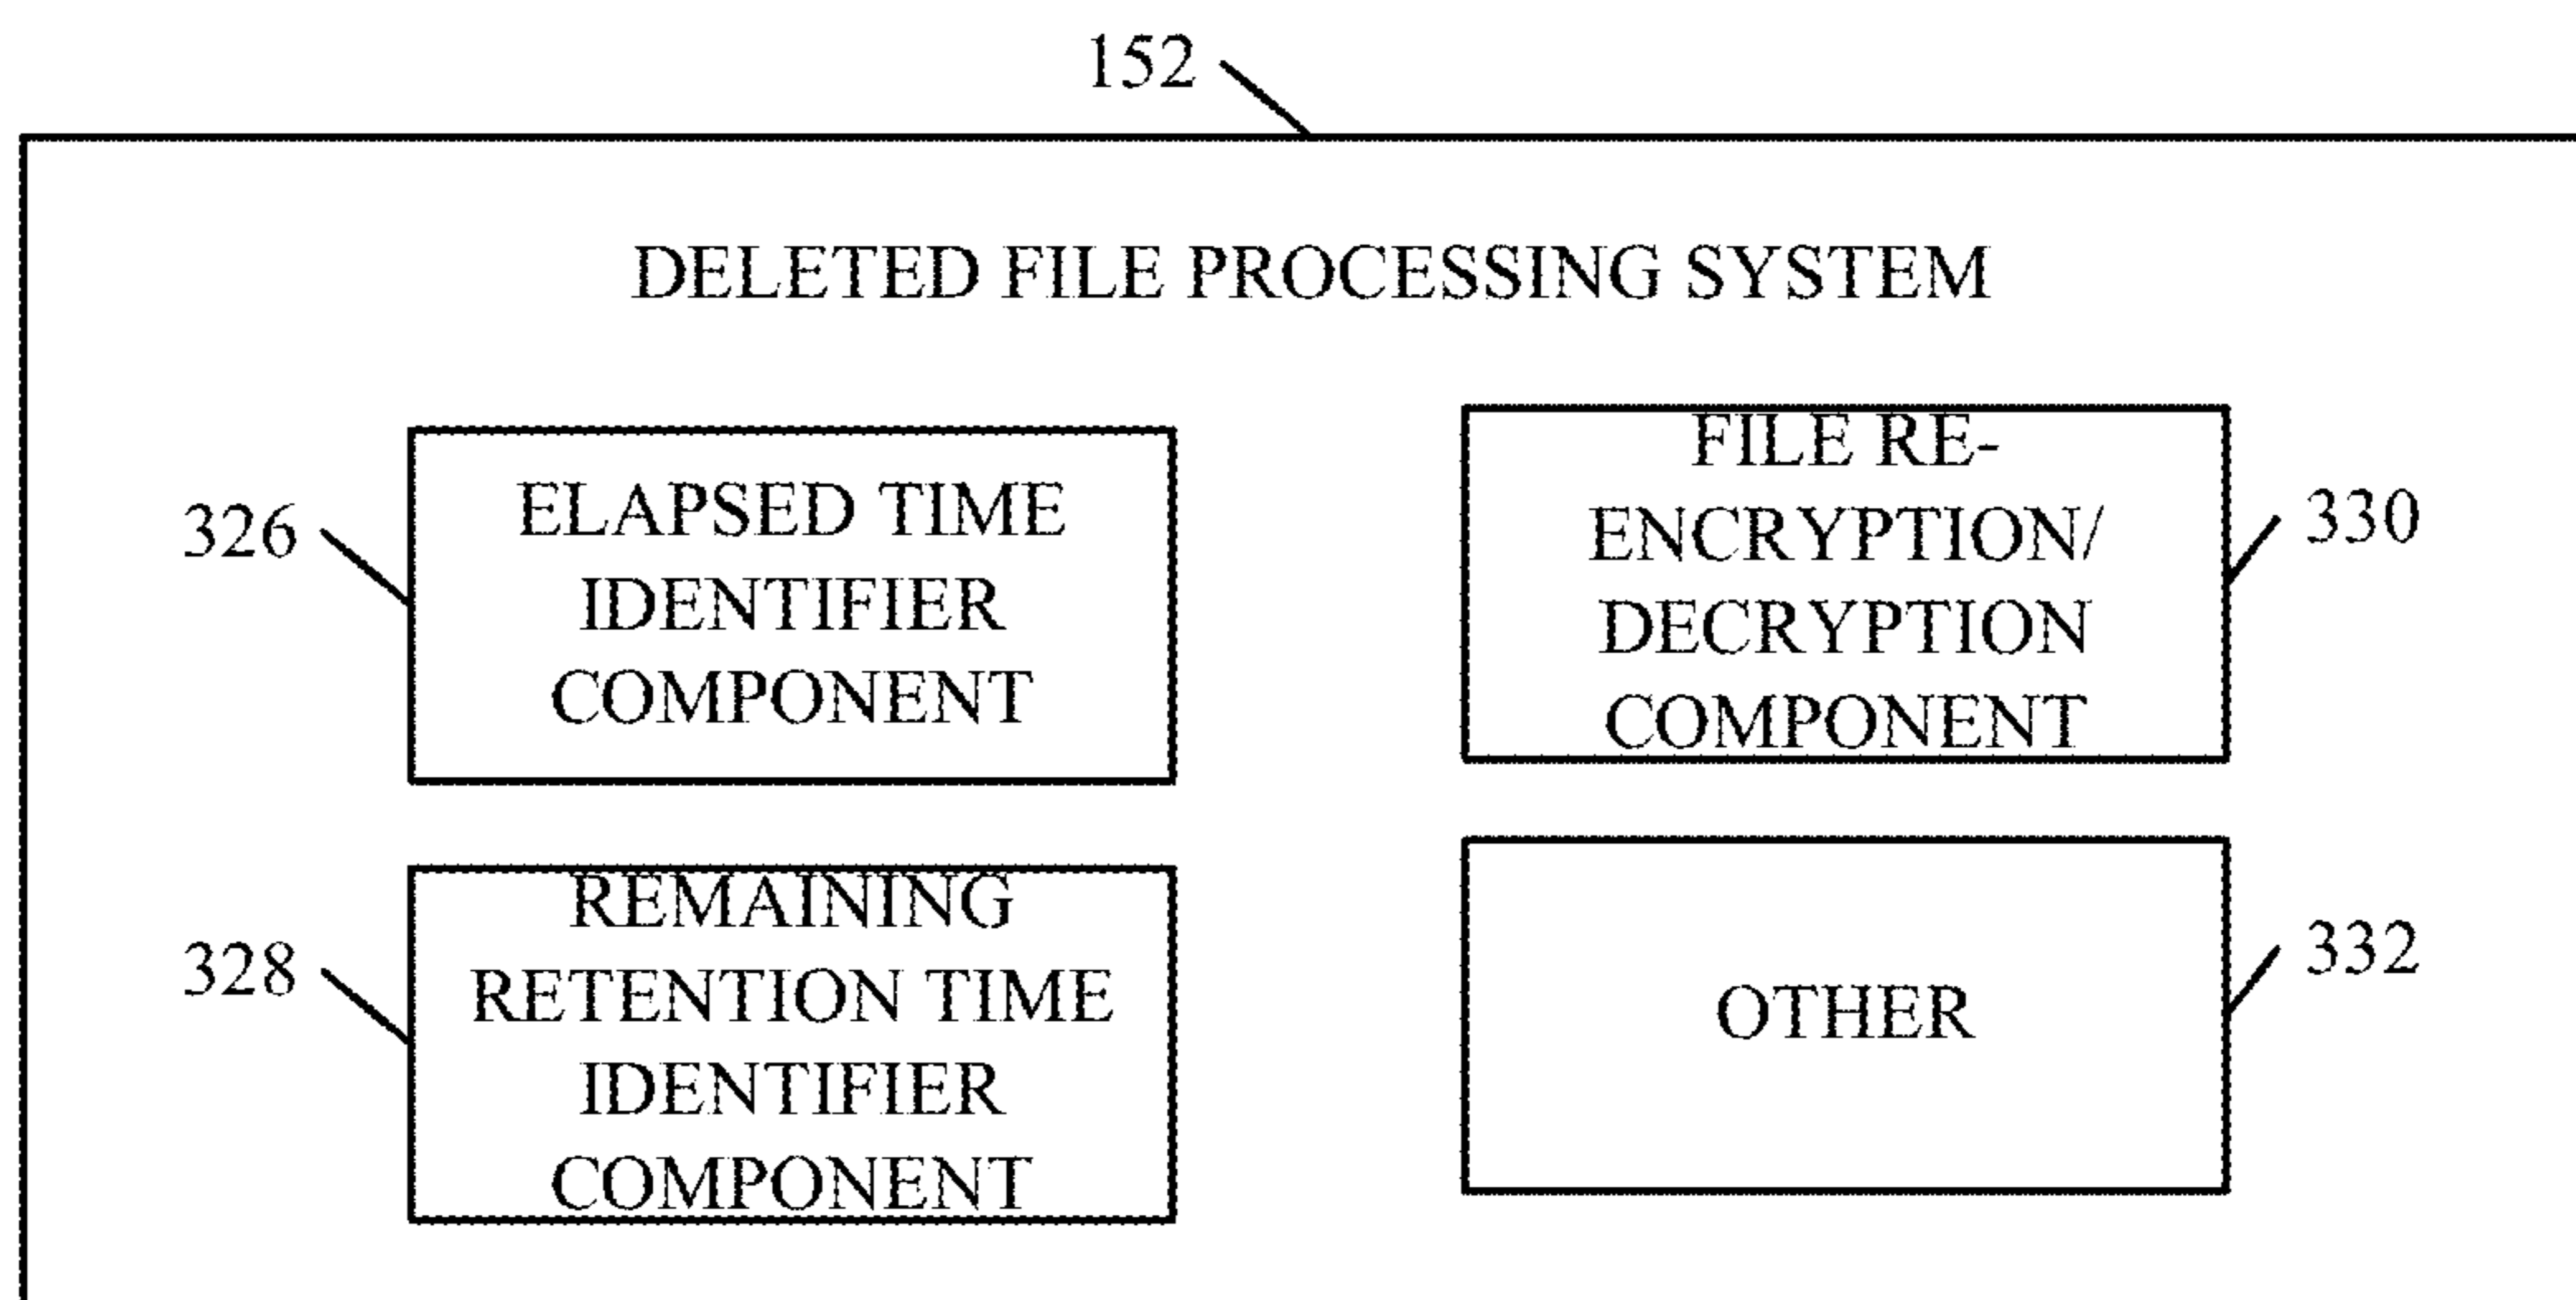 152
DELETED FILE PROCESSING SYSTEM
326
ELAPSED TIME
IDENTIFIER
COMPONENT
FILE RE-
ENCRYPTION/
DECRYPTION
COMPONENT
330
328
REMAINING
RETENTION TIME
IDENTIFIER
COMPONENT
OTHER
332